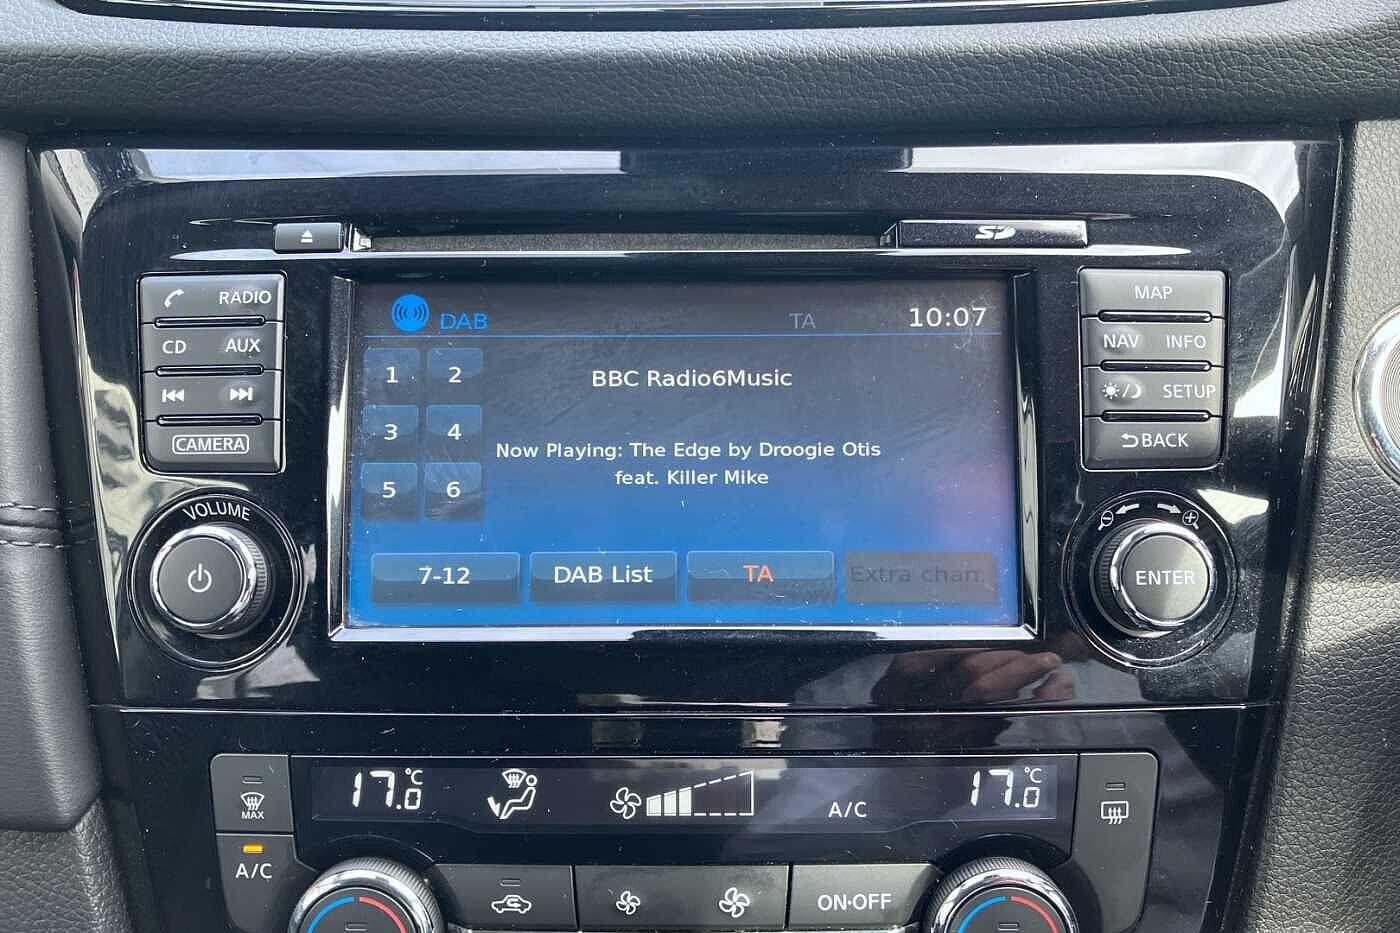 SD
RADIO
CD AUX
CAMERA
VOLUME
DAB TA 10:07
1 2
3 4
5 6
BBC Radio6Music
Now Playing: The Edge by Droogie Otis
feat. Killer Mike
7-12 DAB List TA Extra chan.
MAP
NAV INFO
SETUP
BACK
ENTER
MAX
A/C
17.0°C A/C 17.0°C
ON·OFF